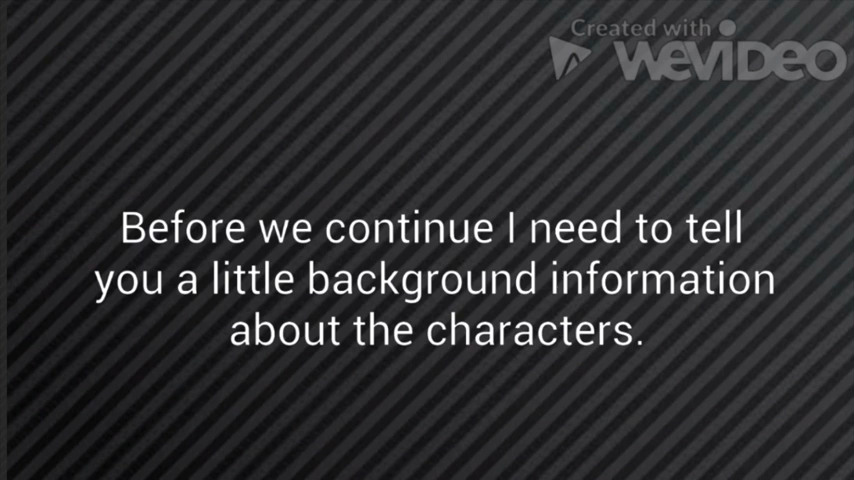 Created with
WEVIDEO
Before we continue I need to tell
you a little background information
about the characters.